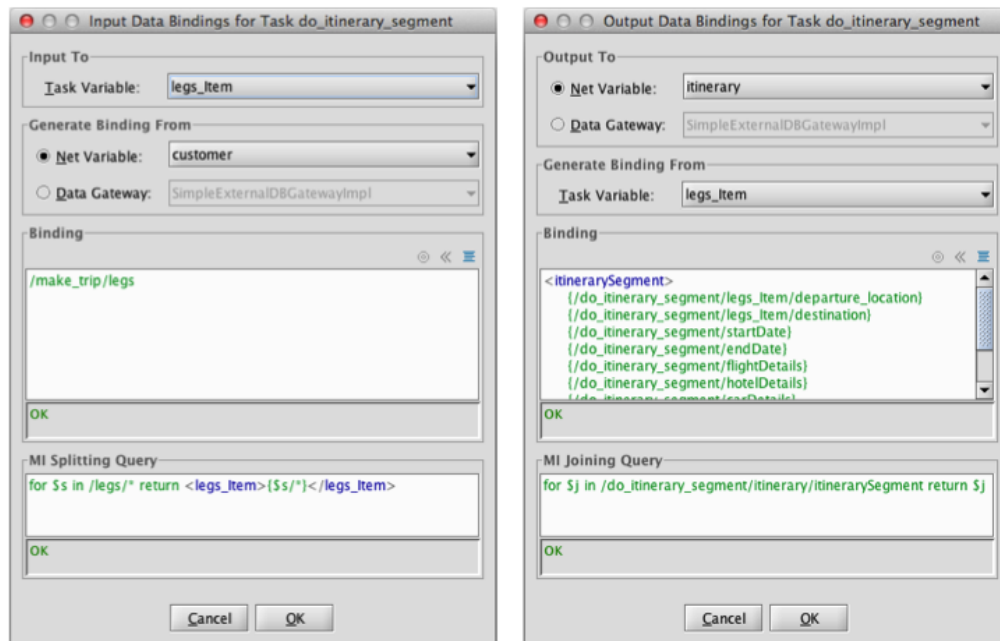 Input Data Bindings for Task do_itinerary_segment
Input To
Task Variable: legs_Item
Generate Binding From
Net Variable: customer
Data Gateway: SimpleExternalDBGatewayImpl
Binding
/make_trip/legs
OK
MI Splitting Query
for $s in /legs/* return <legs_Item>{$s/*}</legs_Item>
OK
Cancel OK
Output Data Bindings for Task do_itinerary_segment
Output To
Net Variable: itinerary
Data Gateway: SimpleExternalDBGatewayImpl
Generate Binding From
Task Variable: legs_Item
Binding
<itinerarySegment>
{/do_itinerary_segment/legs_Item/departure_location}
{/do_itinerary_segment/legs_Item/destination}
{/do_itinerary_segment/startDate}
{/do_itinerary_segment/endDate}
{/do_itinerary_segment/flightDetails}
{/do_itinerary_segment/hotelDetails}
{/do_itinerary_segment/carDetails}
OK
MI Joining Query
for $j in /do_itinerary_segment/itinerary/itinerarySegment return $j
OK
Cancel OK